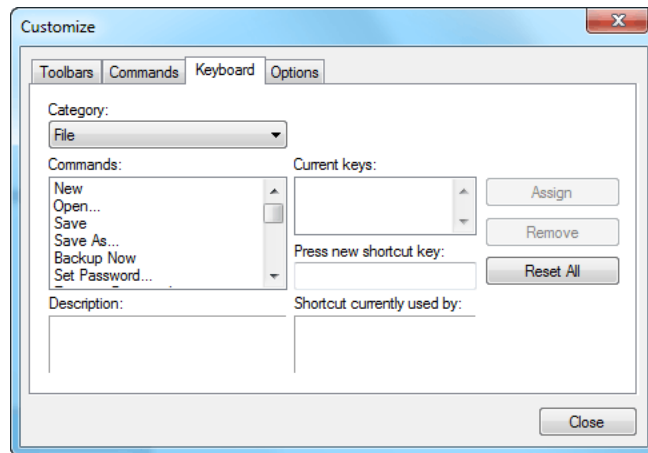 Customize
Toolbars Commands Keyboard Options
Category:
File
Commands:
New
Open...
Save
Save As...
Backup Now
Set Password...
Current keys:
Assign
Remove
Press new shortcut key:
Reset All
Description:
Shortcut currently used by:
Close